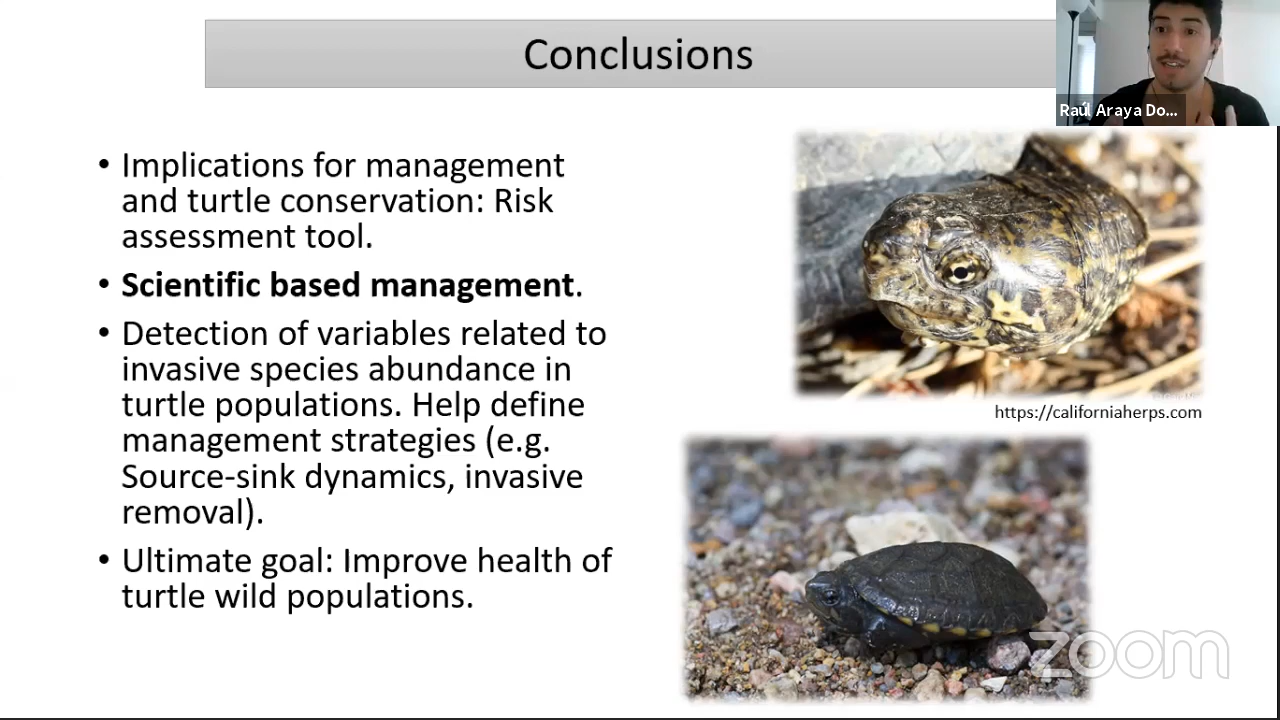 Conclusions
Raúl Araya Do...
• Implications for management
and turtle conservation: Risk
assessment tool.
• Scientific based management.
• Detection of variables related to
invasive species abundance in
turtle populations. Help define
management strategies (e.g.
Source-sink dynamics, invasive
removal).
• Ultimate goal: Improve health of
turtle wild populations.
https://californiaherps.com
zoom